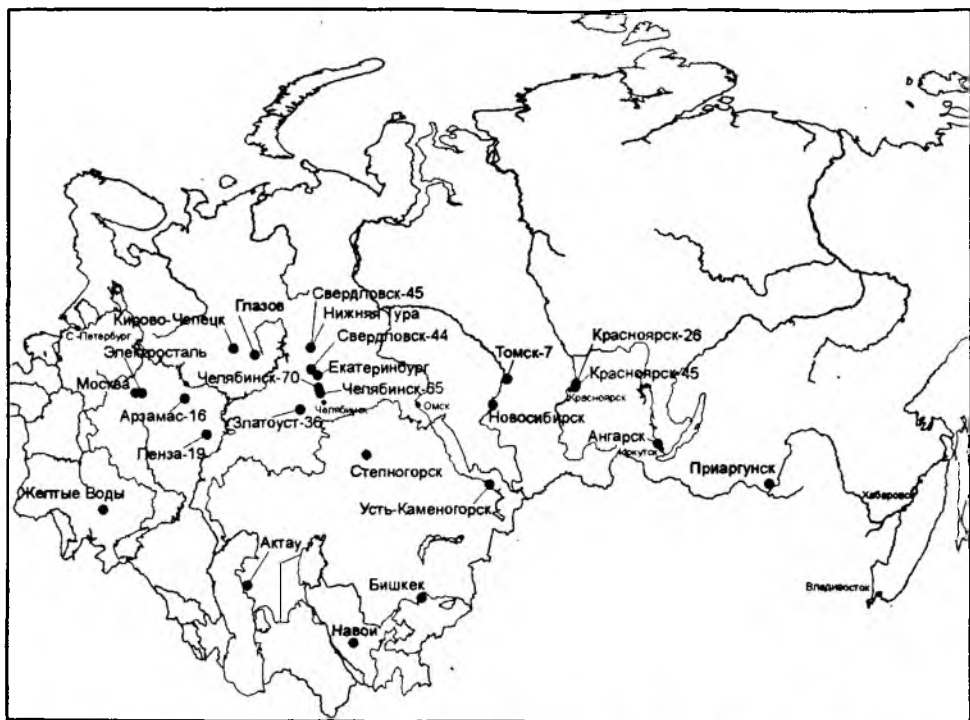 Свердловск-45
Глазов
Нижняя Тура
Кирово-Чепецк
Свердловск-44
С.-Петербург
Красноярск-26
Электросталь
Екатеринбург
Томск-7
Челябинск-70
Красноярск-45
Москва
Челябинск-65
Красноярск
Челябинск
Омск
Арзамас-16
Новосибирск
Златоуст-36
Ангарск
Пенза-19
Иркутск
Степногорск
Приаргунск
Желтые Воды
Хабаровск
Усть-Каменогорск
Актау
Бишкек
Владивосток
Навои